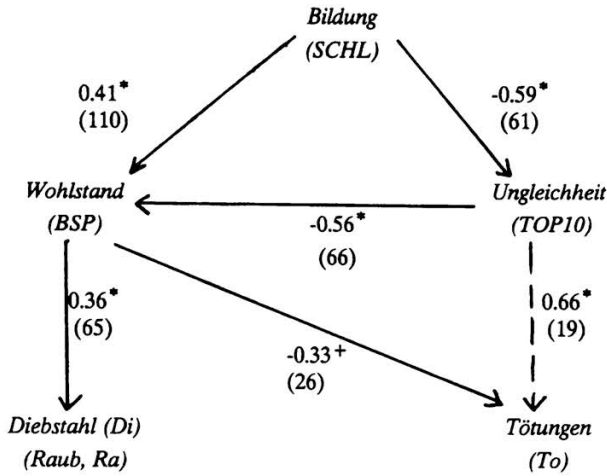 Bildung
(SCHL)
0.41*
(110)
-0.59*
(61)
Wohlstand
(BSP)
Ungleichheit
(TOP10)
-0.56*
(66)
0.36*
(65)
0.66*
(19)
-0.33+
(26)
Diebstahl (Di)
(Raub, Ra)
Tötungen
(To)